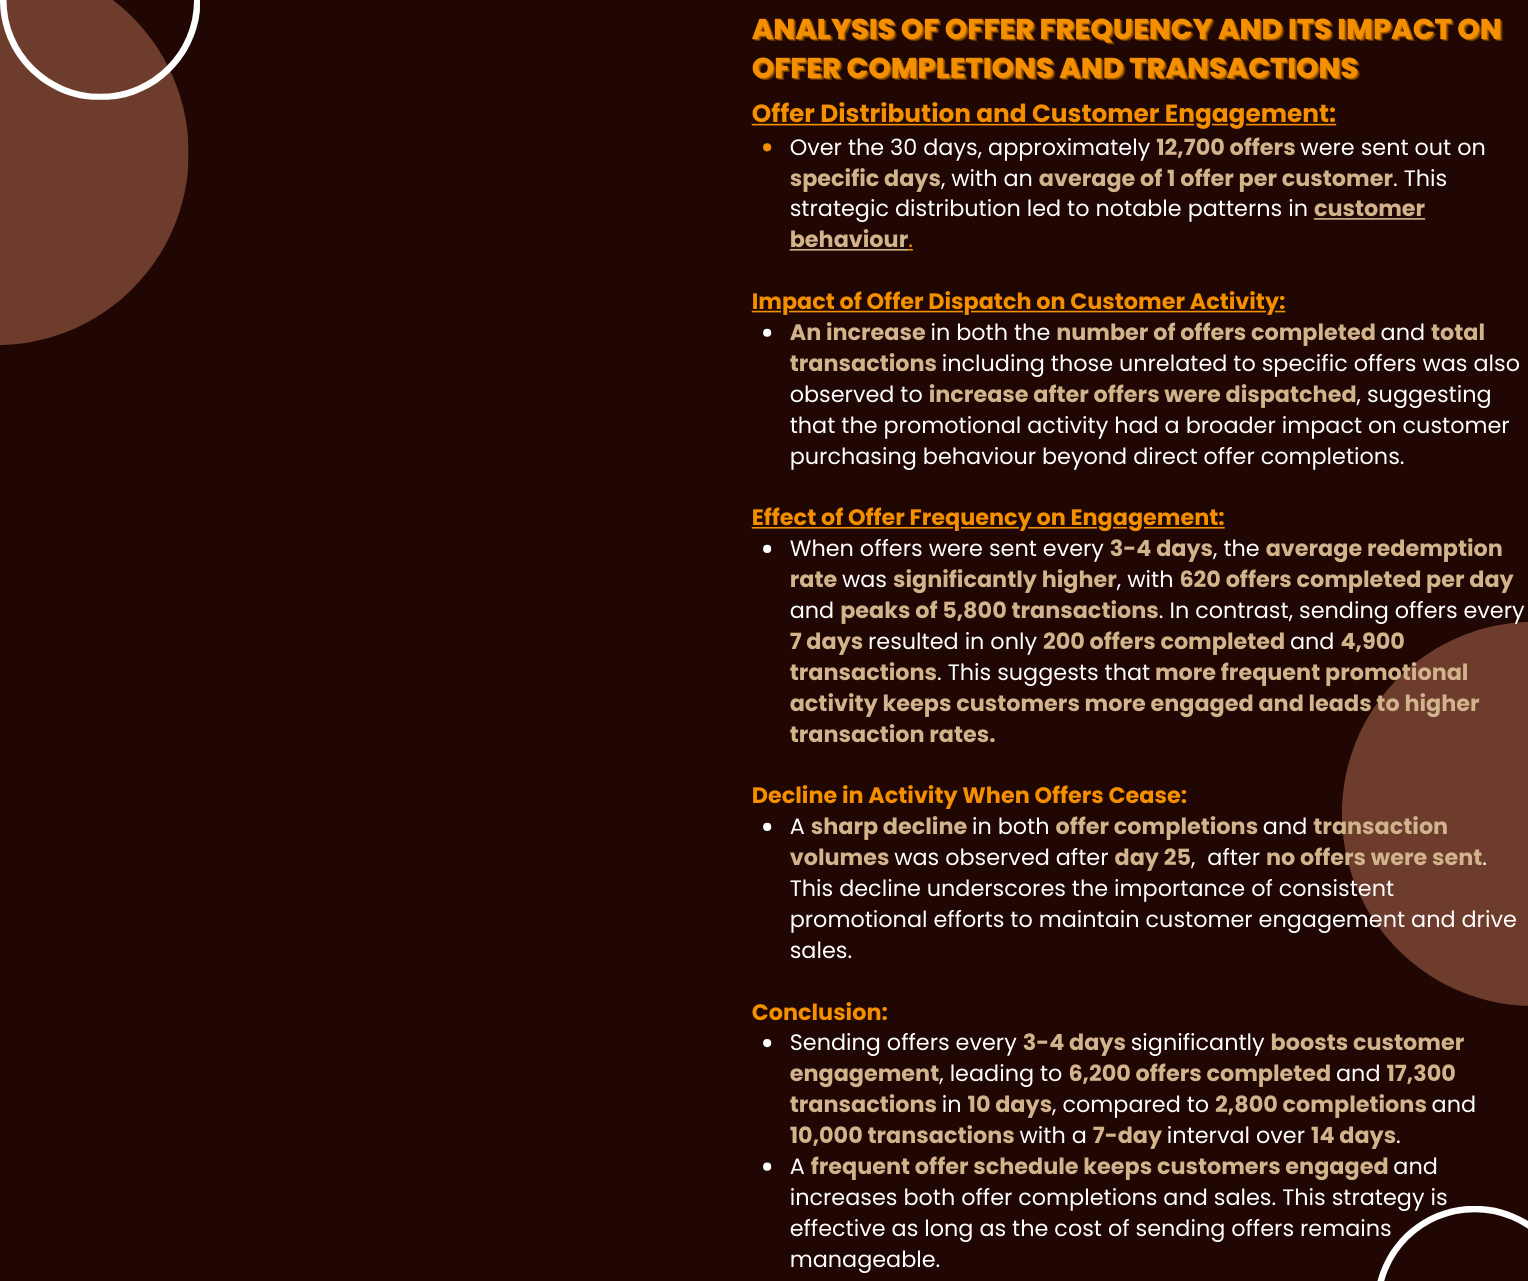 ANALYSIS OF OFFER FREQUENCY AND ITS IMPACT ON
OFFER COMPLETIONS AND TRANSACTIONS
Offer Distribution and Customer Engagement:
• Over the 30 days, approximately 12,700 offers were sent out on
specific days, with an average of 1 offer per customer. This
strategic distribution led to notable patterns in customer
behaviour.
Impact of Offer Dispatch on Customer Activity:
• An increase in both the number of offers completed and total
transactions including those unrelated to specific offers was also
observed to increase after offers were dispatched, suggesting
that the promotional activity had a broader impact on customer
purchasing behaviour beyond direct offer completions.
Effect of Offer Frequency on Engagement:
• When offers were sent every 3-4 days, the average redemption
rate was significantly higher, with 620 offers completed per day
and peaks of 5,800 transactions. In contrast, sending offers every
7 days resulted in only 200 offers completed and 4,900
transactions. This suggests that more frequent promotional
activity keeps customers more engaged and leads to higher
transaction rates.
Decline in Activity When Offers Cease:
• A sharp decline in both offer completions and transaction
volumes was observed after day 25,  after no offers were sent.
This decline underscores the importance of consistent
promotional efforts to maintain customer engagement and drive
sales.
Conclusion:
• Sending offers every 3-4 days significantly boosts customer
engagement, leading to 6,200 offers completed and 17,300
transactions in 10 days, compared to 2,800 completions and
10,000 transactions with a 7-day interval over 14 days.
• A frequent offer schedule keeps customers engaged and
increases both offer completions and sales. This strategy is
effective as long as the cost of sending offers remains
manageable.